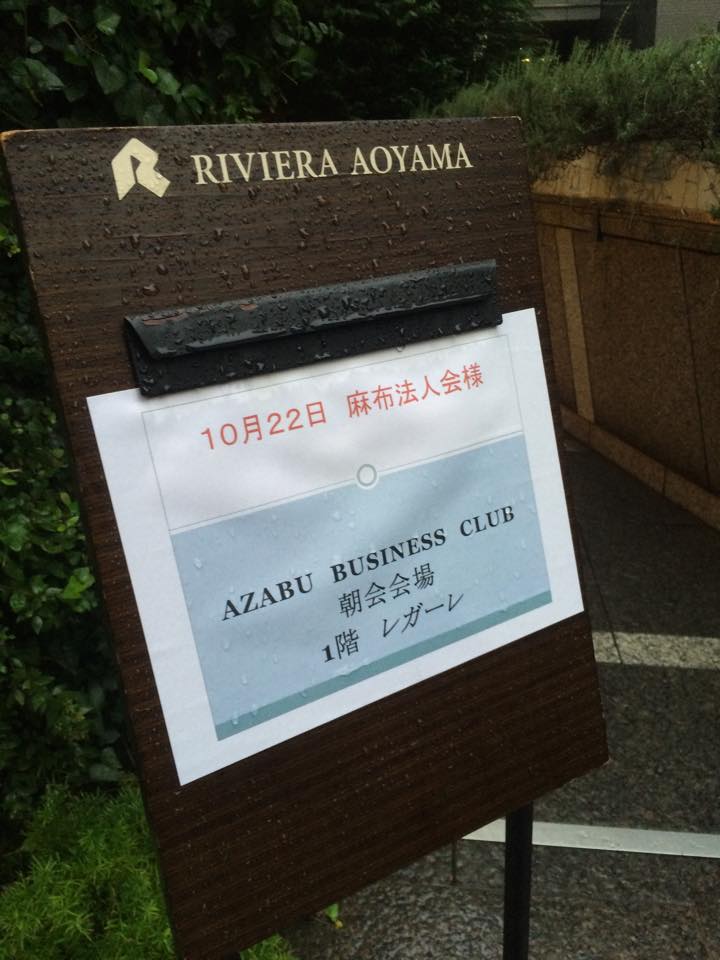 RIVIERA AOYAMA
10月22日 麻布法人会様
AZABU BUSINESS CLUB
朝会会場
1階 レガーレ